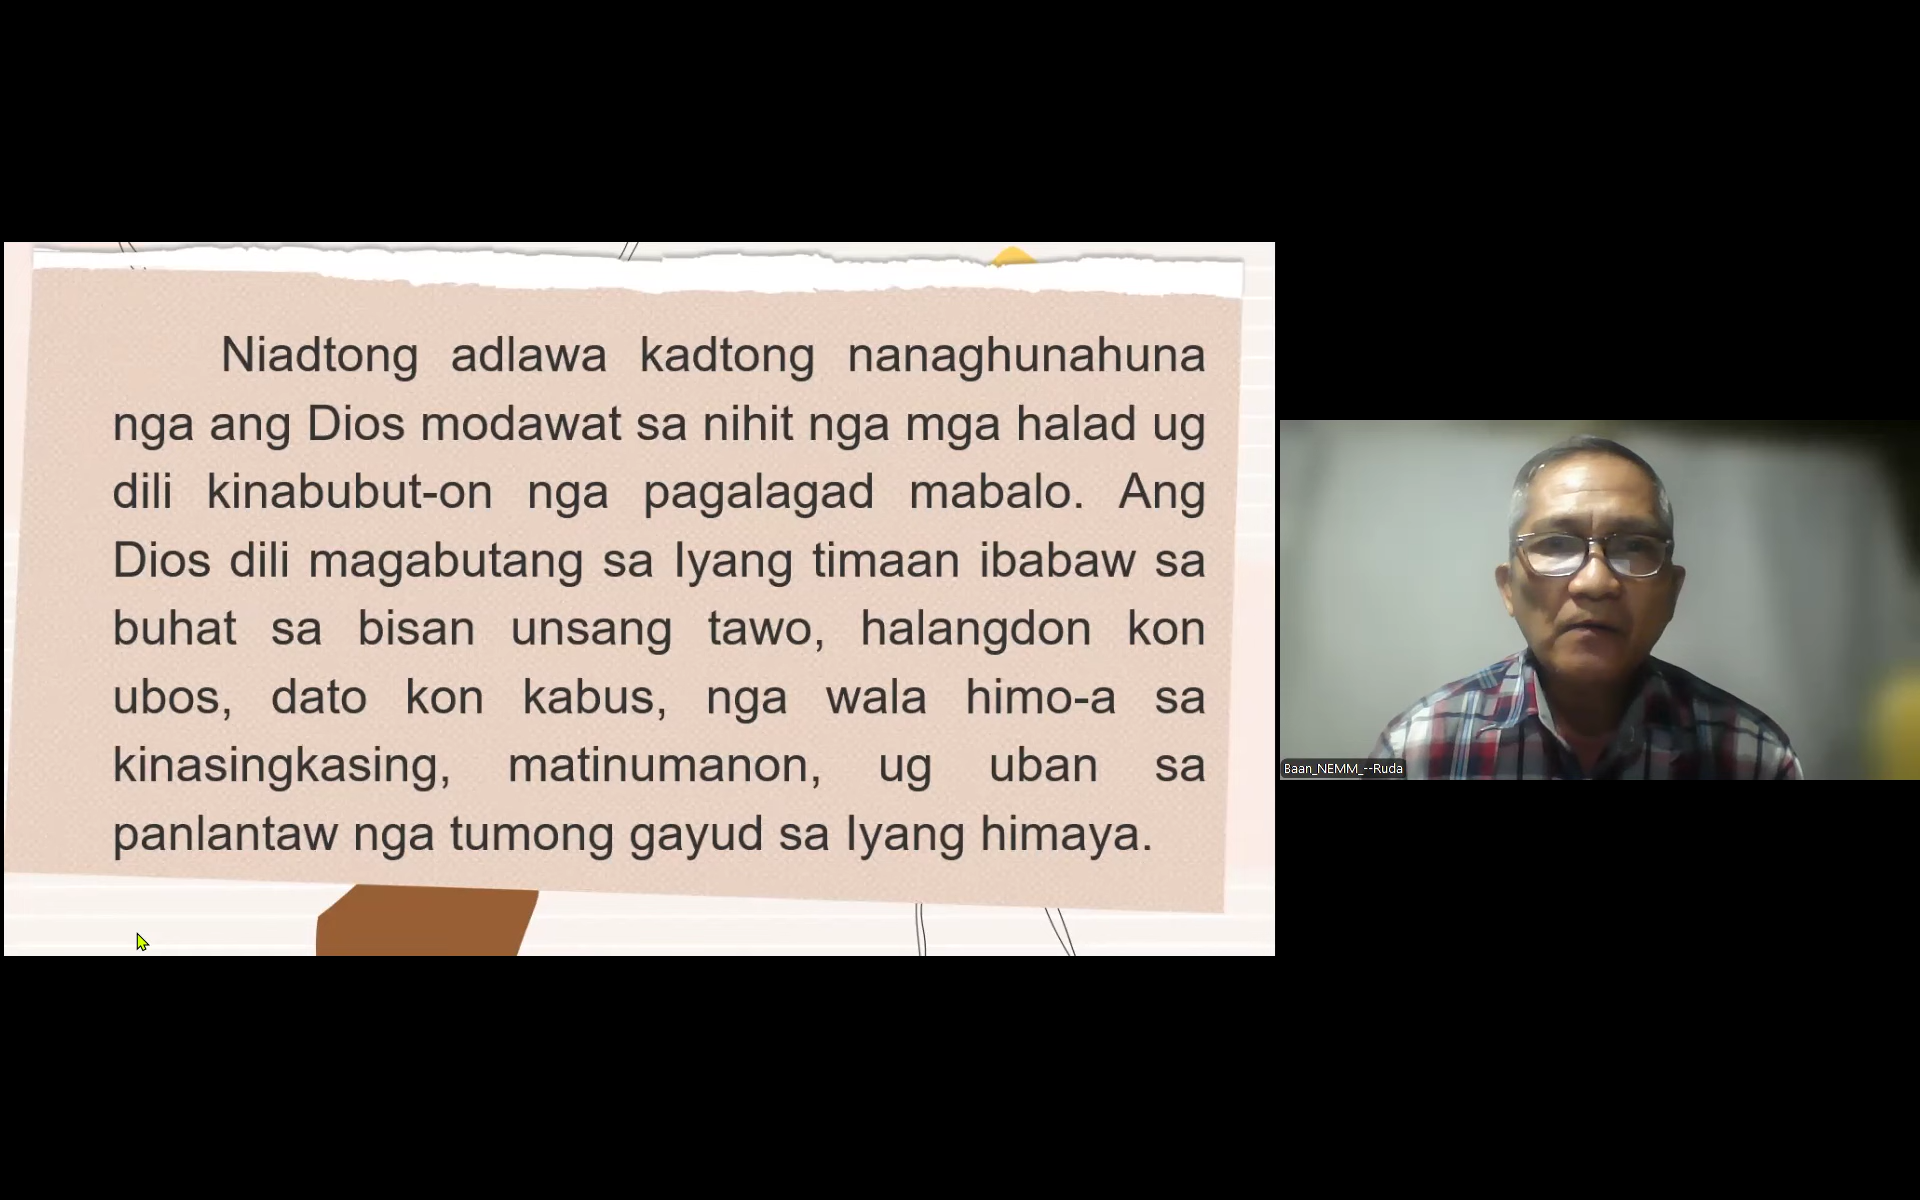 Niadtong adlawa kadtong nanaghunahuna
nga ang Dios modawat sa nihit nga mga halad ug
dili kinabubut-on nga pagalagad mabalo. Ang
Dios dili magabutang sa Iyang timaan ibabaw sa
buhat sa bisan unsang tawo, halangdon kon
ubos, dato kon kabus, nga wala himo-a sa
kinasingkasing, matinumanon, ug uban sa
panlantaw nga tumong gayud sa Iyang himaya.
Baan_NEMM_--Ruda